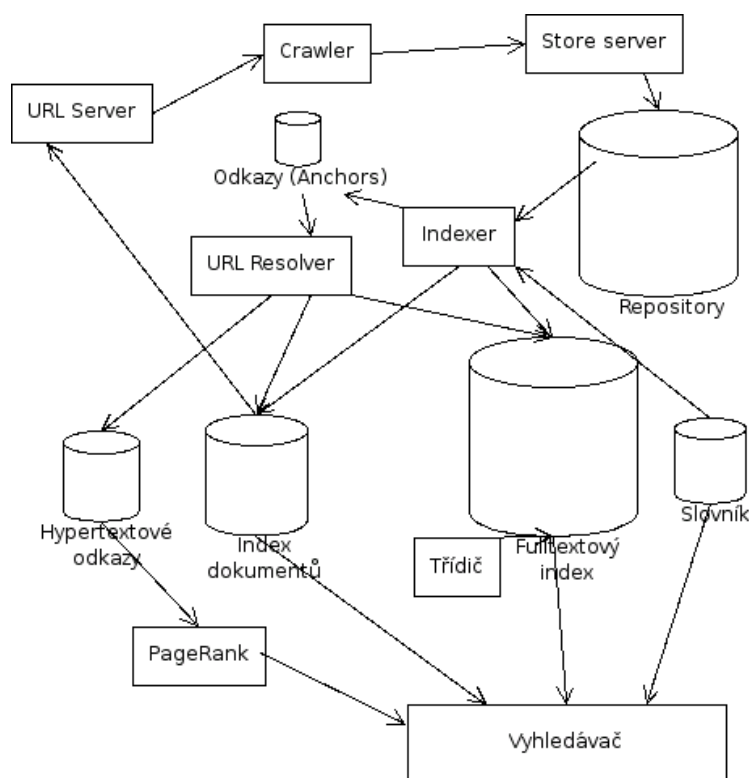 Store server
Crawler
URL Server
Odkazy (Anchors)
Indexer
URL Resolver
Repository
Hypertextové
odkazy
Index
dokumentů
Třídič
Fulltextový
index
Slovník
PageRank
Vyhledávač